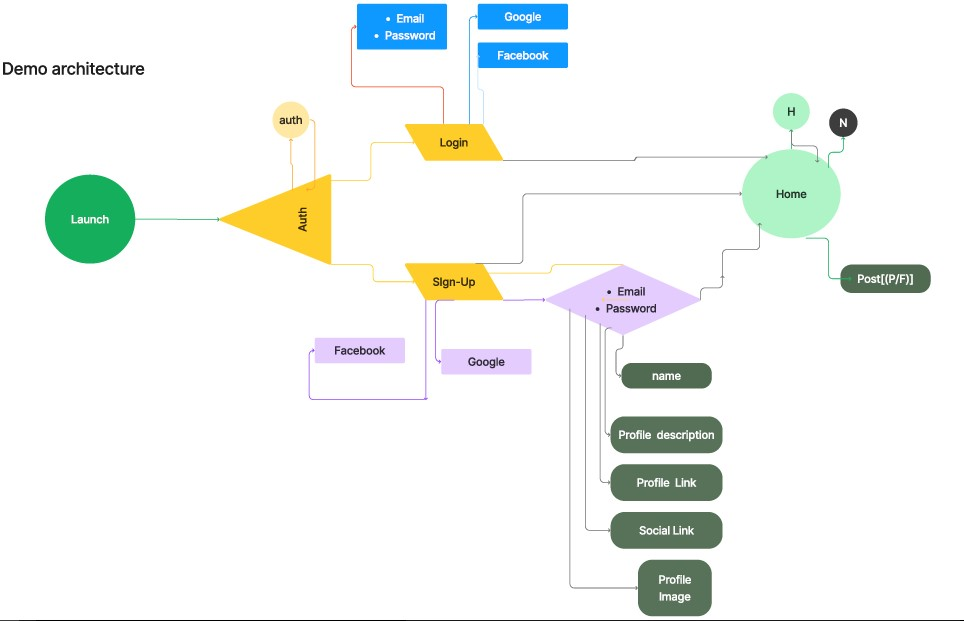 • Email
• Password
Google
Facebook
Demo architecture
auth
Login
H
N
Launch
Auth
Home
SIgn-Up
• Email
• Password
Post[(P/F)]
Facebook
Google
name
Profile description
Profile Link
Social Link
Profile
Image